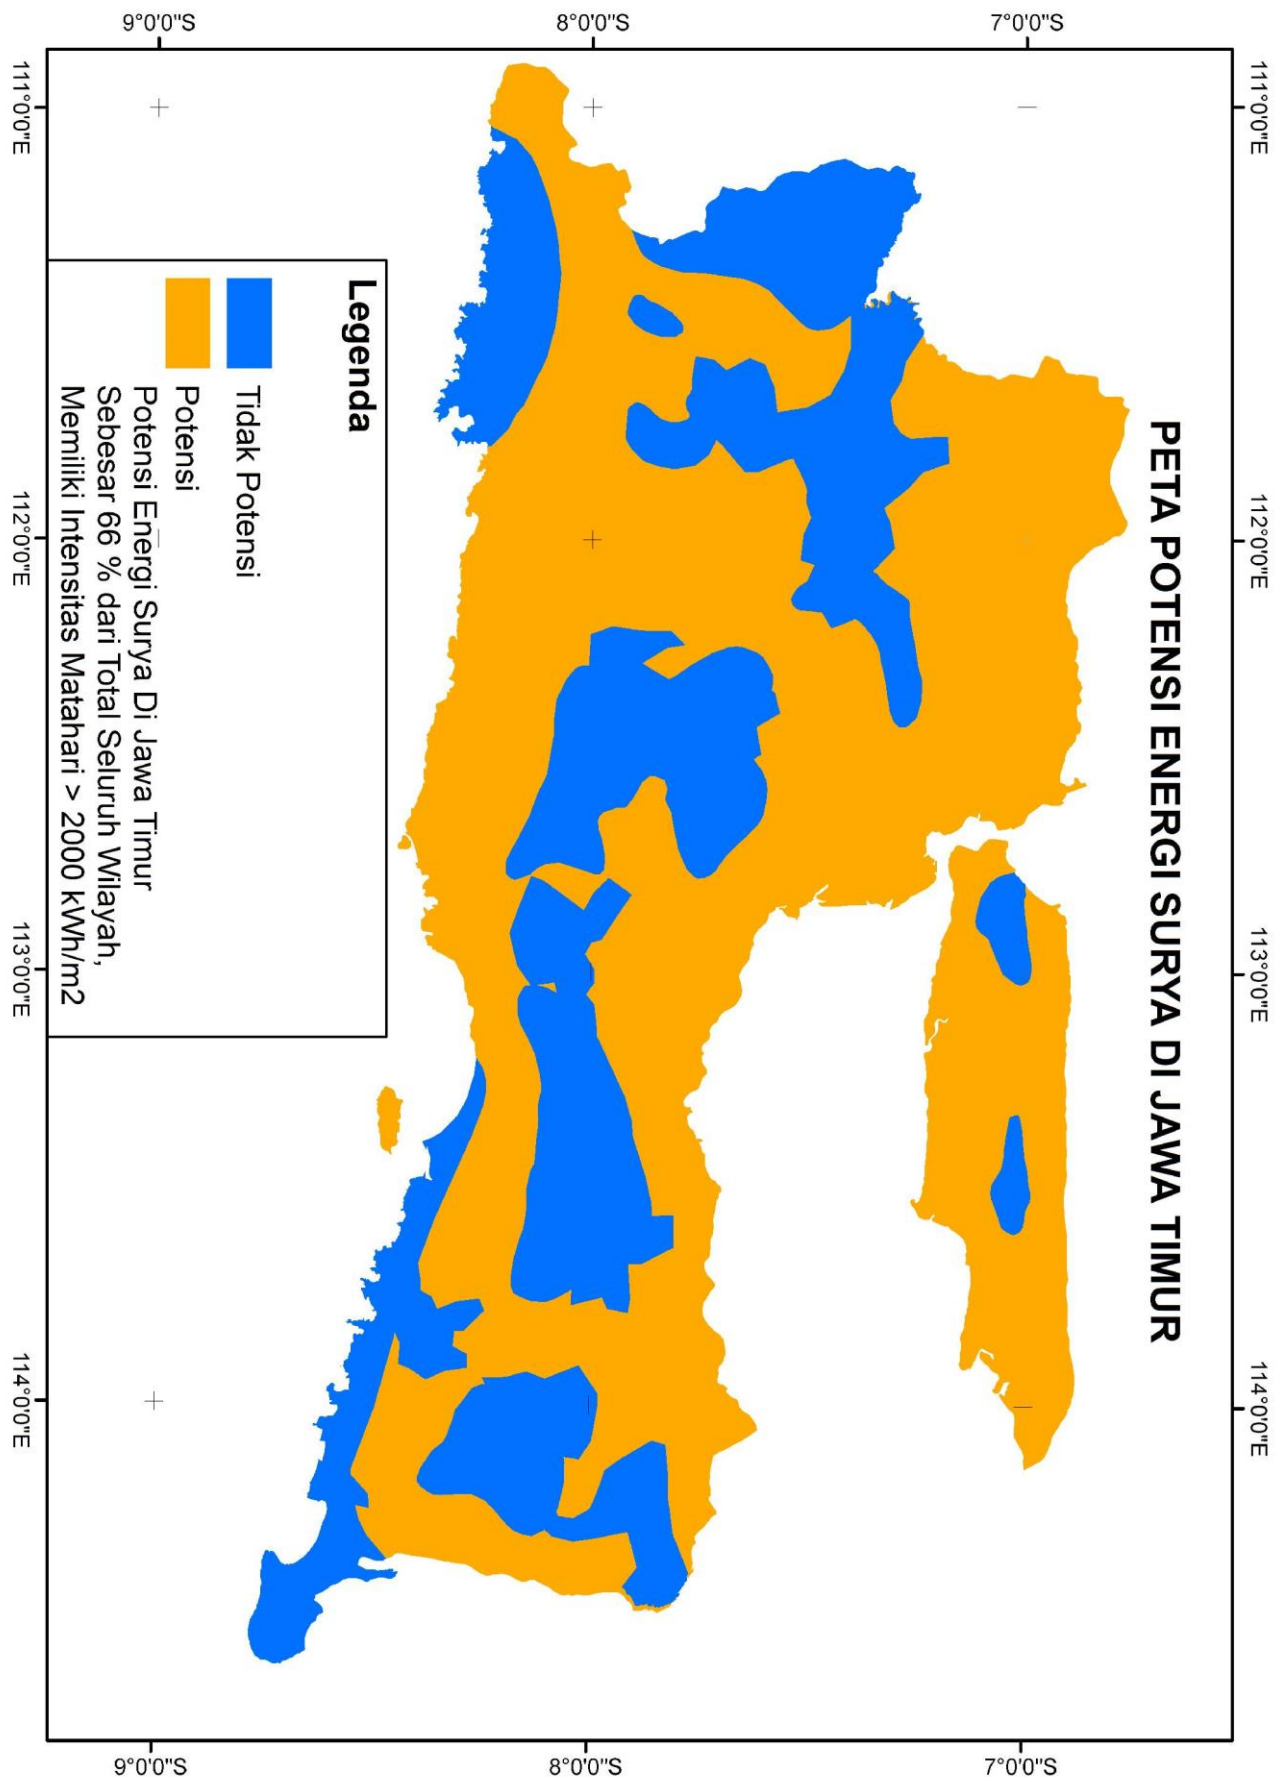 PETA POTENSI ENERGI SURYA DI JAWA TIMUR
111°0'0"E
112°0'0"E
113°0'0"E
114°0'0"E
7°0'0"S
7°0'0"S
8°0'0"S
8°0'0"S
9°0'0"S
9°0'0"S
Legenda
Tidak Potensi
Potensi
Potensi Energi Surya Di Jawa Timur
Sebesar 66 % dari Total Seluruh Wilayah,
Memiliki Intensitas Matahari > 2000 kWh/m2
111°0'0"E
112°0'0"E
113°0'0"E
114°0'0"E